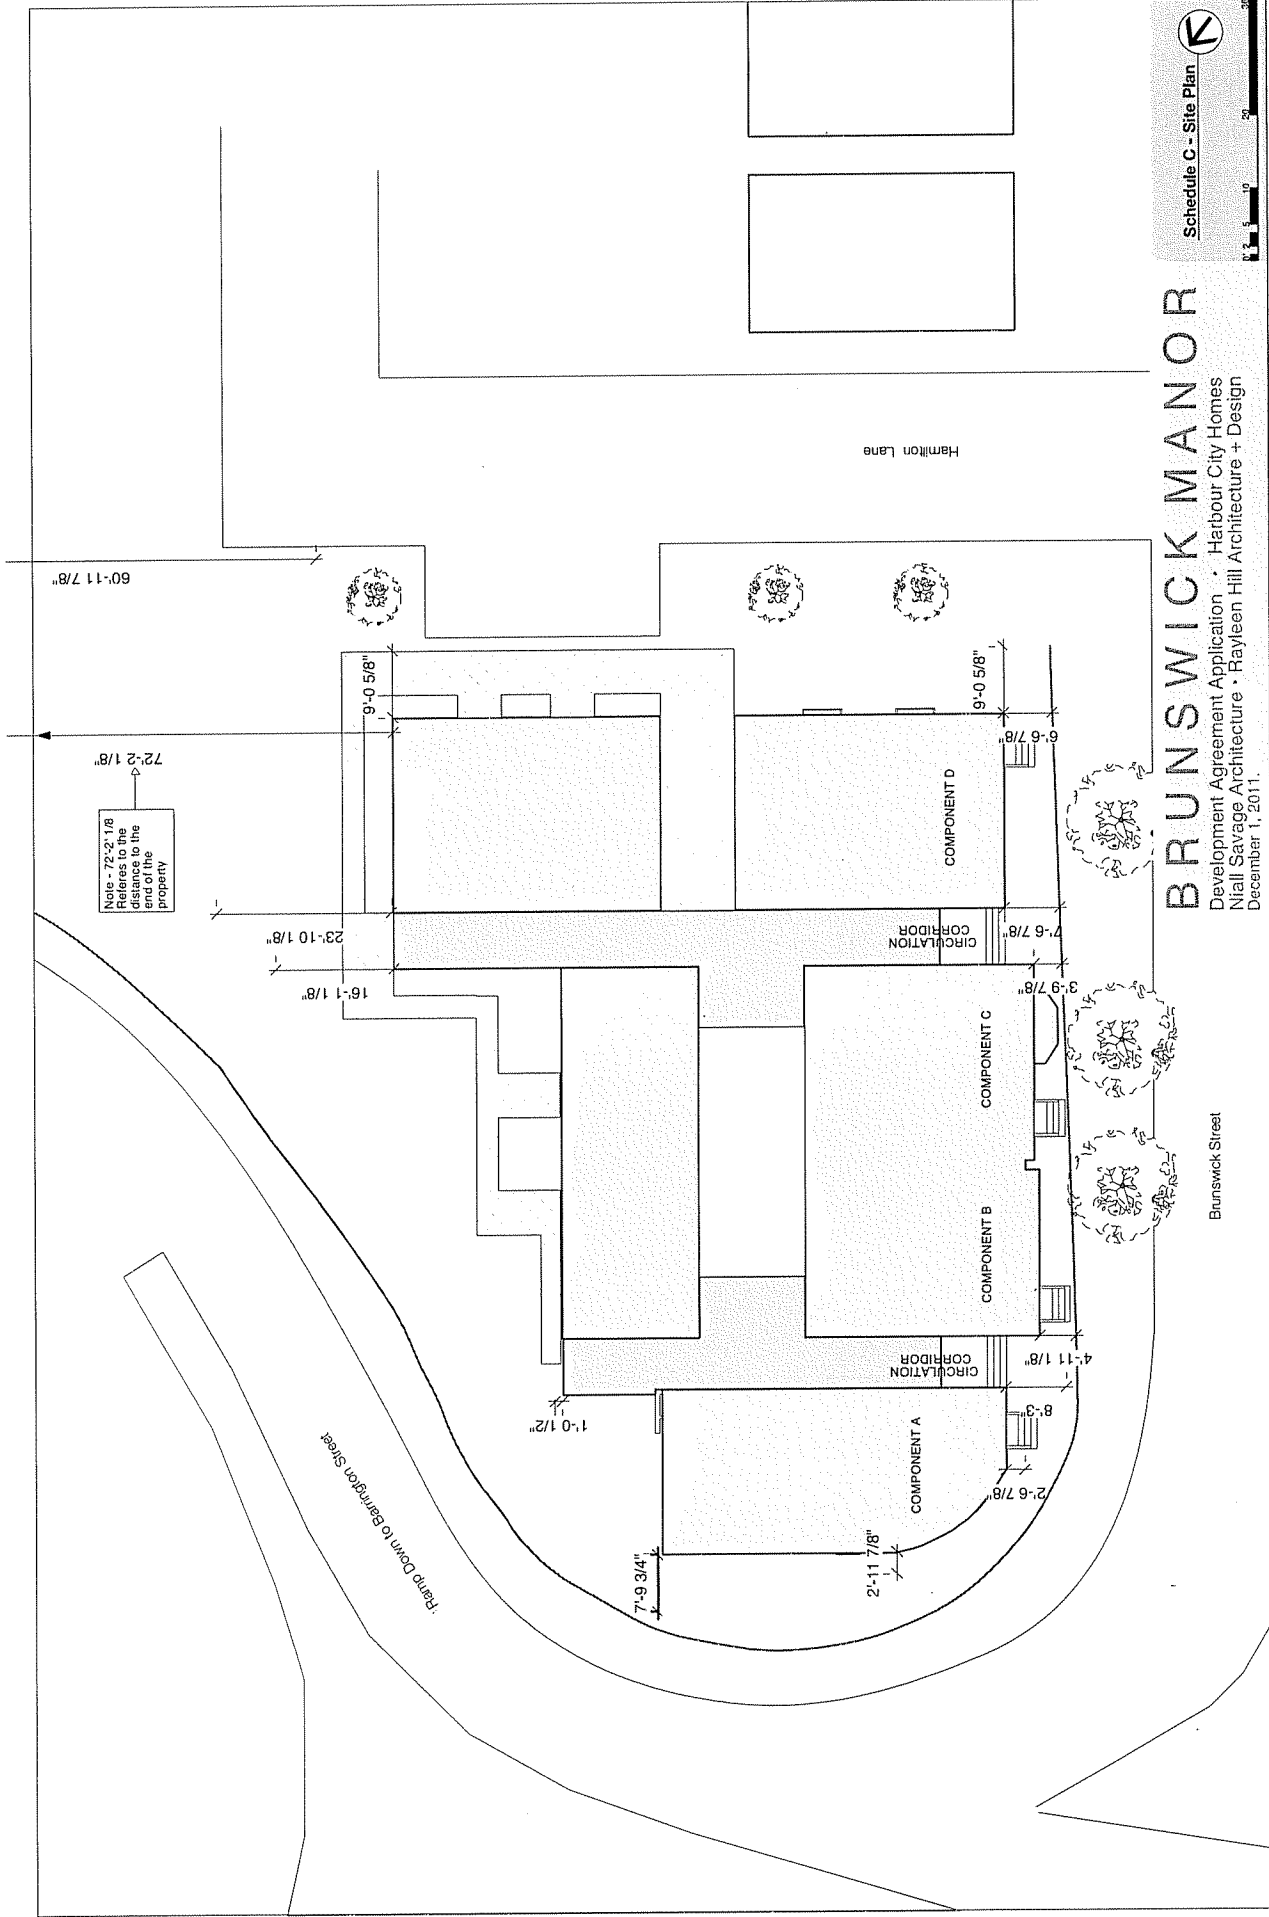 Note - 72'-2' 1/8
Referes to the
distance to the
end of the
property
72'-2 1/8"
60'-11 7/8"
23'-10 1/8"
16'-1 1/8"
9'-0 5/8"
9'-0 5/8"
Hamilton Lane
"Ramp Down to Barrington Street
1'-0 1/2"
7'-9 3/4"
2'-11 7/8"
COMPONENT A
CIRCULATION
CORRIDOR
COMPONENT B
COMPONENT C
CIRCULATION
CORRIDOR
COMPONENT D
2'-6 7/8"
8'-3"
4'-11 1/8"
3'-9 7/8"
7'-6 7/8"
6'-6 7/8"
Brunswick Street
BRUNSWICK MANOR
Development Agreement Application · Harbour City Homes
Niall Savage Architecture · Rayleen Hill Architecture + Design
December 1, 2011.
Schedule C - Site Plan
0' 2 5 10 20 30